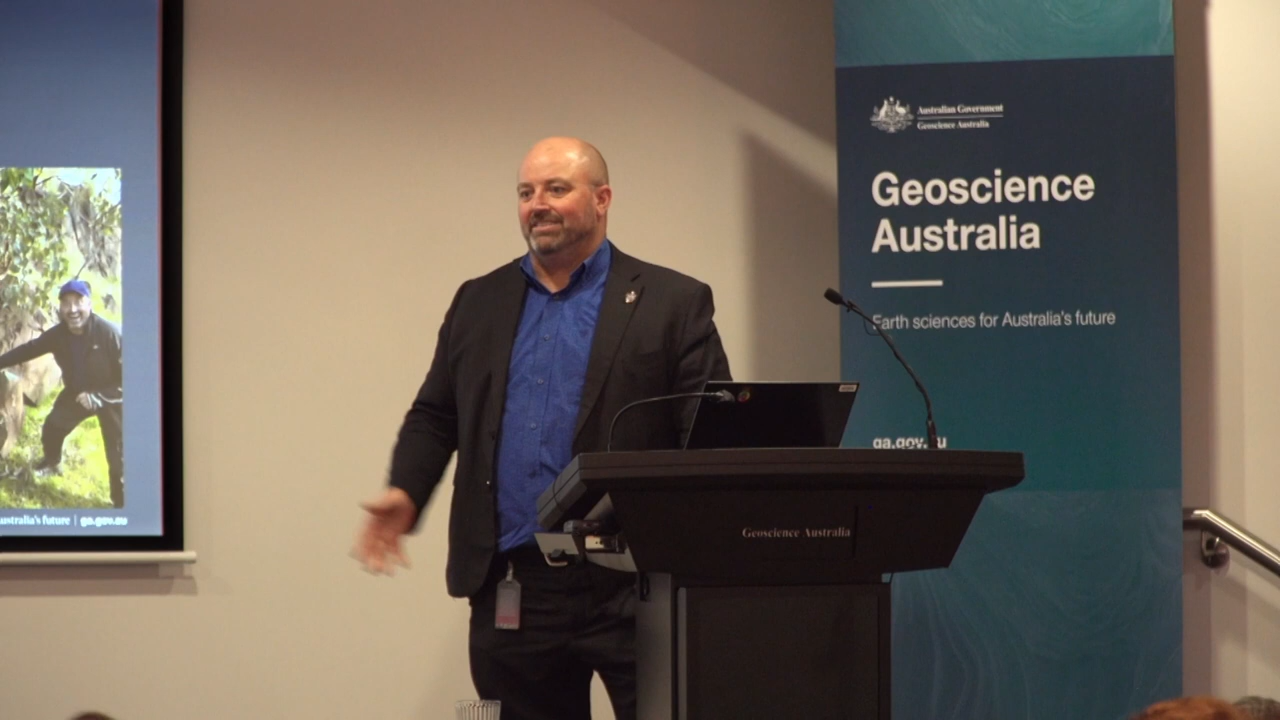 Australian Government
Geoscience Australia
Geoscience
Australia
Earth sciences for Australia's future
ga.gov.au
Geoscience Australia
ustralia's future | ga.gov.au